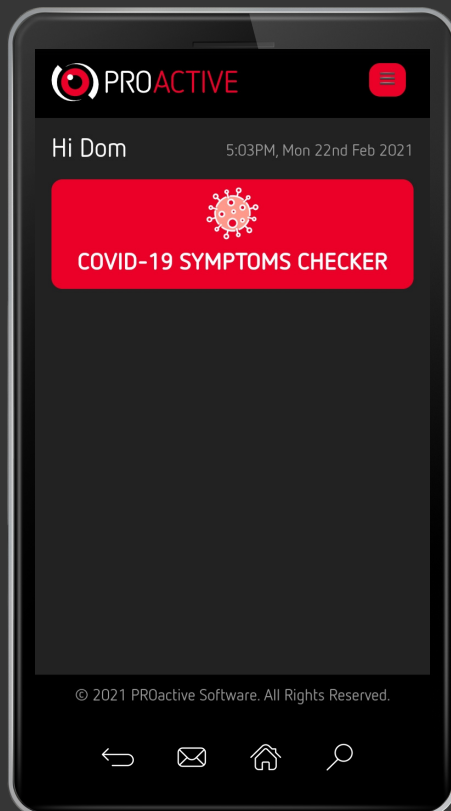 PROACTIVE
Hi Dom
5:03PM, Mon 22nd Feb 2021
COVID-19 SYMPTOMS CHECKER
© 2021 PROactive Software. All Rights Reserved.